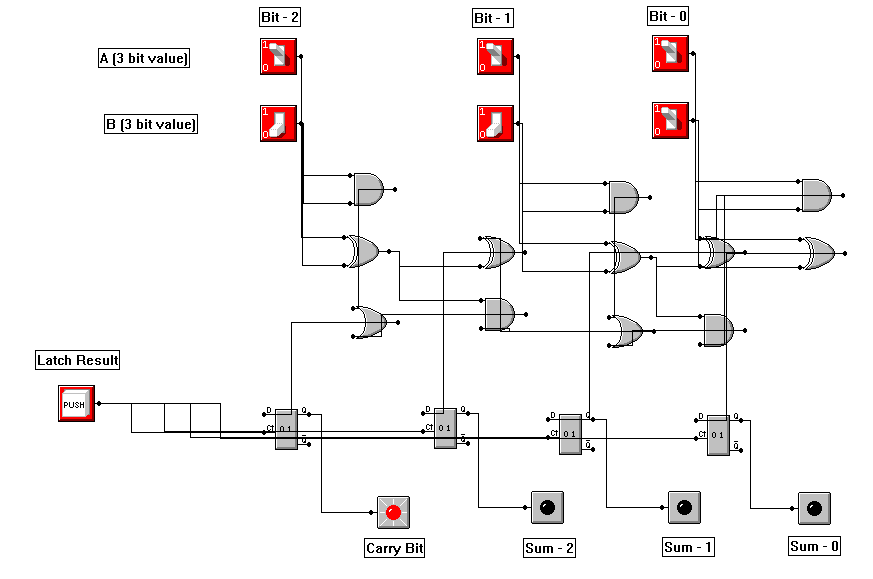 Bit - 2
Bit - 1
Bit - 0
A (3 bit value)
1
0
1
0
1
0
B (3 bit value)
1
0
1
0
1
0
Latch Result
PUSH
D Q
Ct 0 1
Q
D Q
Ct 0 1
Q
D Q
Ct 0 1
Q
D Q
Ct 0 1
Q
Carry Bit
Sum - 2
Sum - 1
Sum - 0